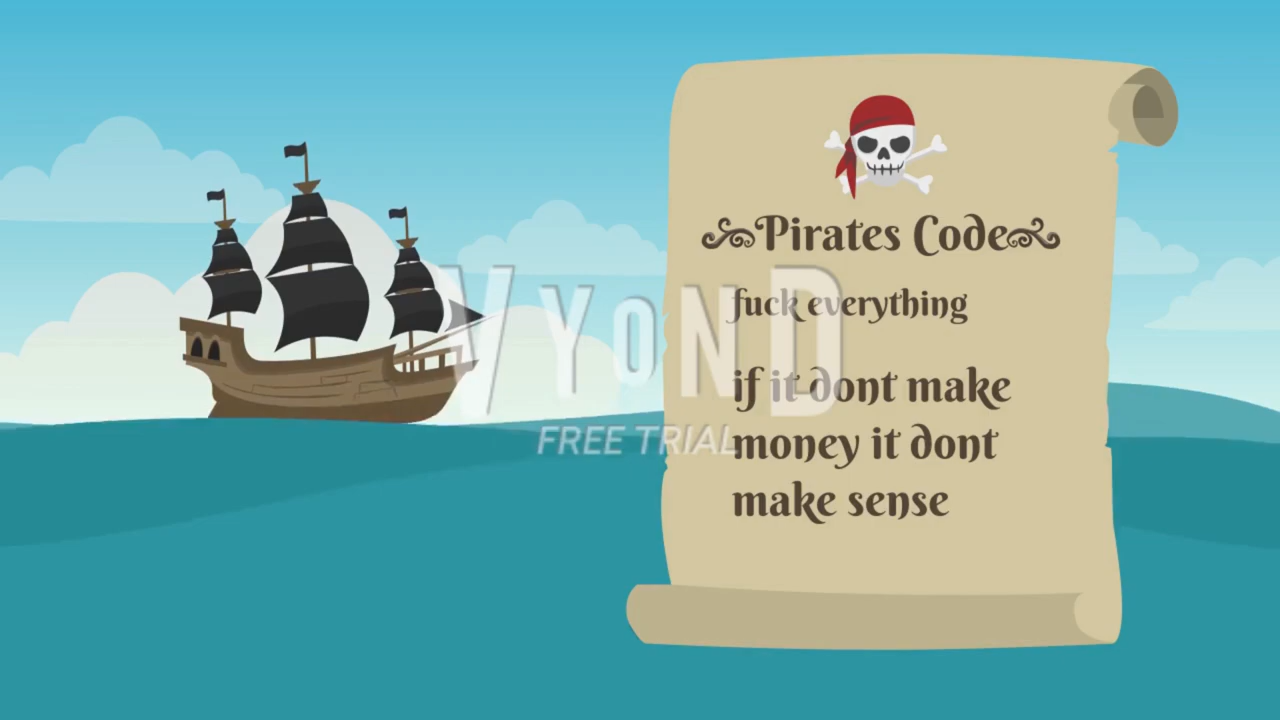 Pirates Code
fuck everything
if it dont make
money it dont
make sense
VYOND
FREE TRIAL